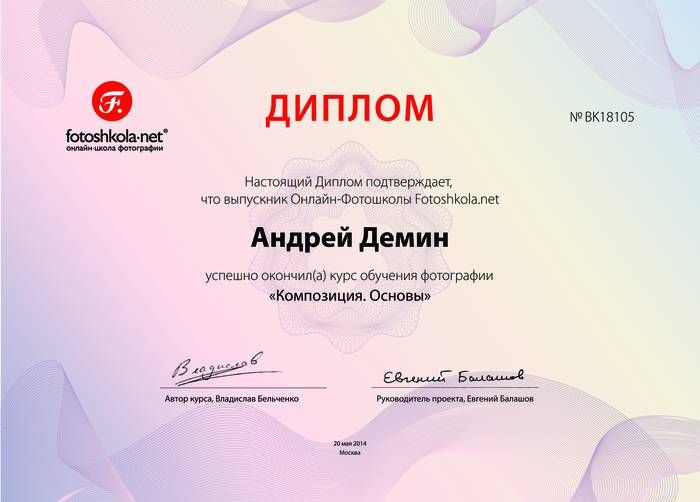 ДИПЛОМ
№ BK18105
F.
fotoshkola.net®
онлайн-школа фотографии
Настоящий Диплом подтверждает,
что выпускник Онлайн-Фотошколы Fotoshkola.net
Андрей Демин
успешно окончил(а) курс обучения фотографии
«Композиция. Основы»
Владислав
Евгений Балашов
Автор курса, Владислав Бельченко
Руководитель проекта, Евгений Балашов
20 мая 2014
Москва